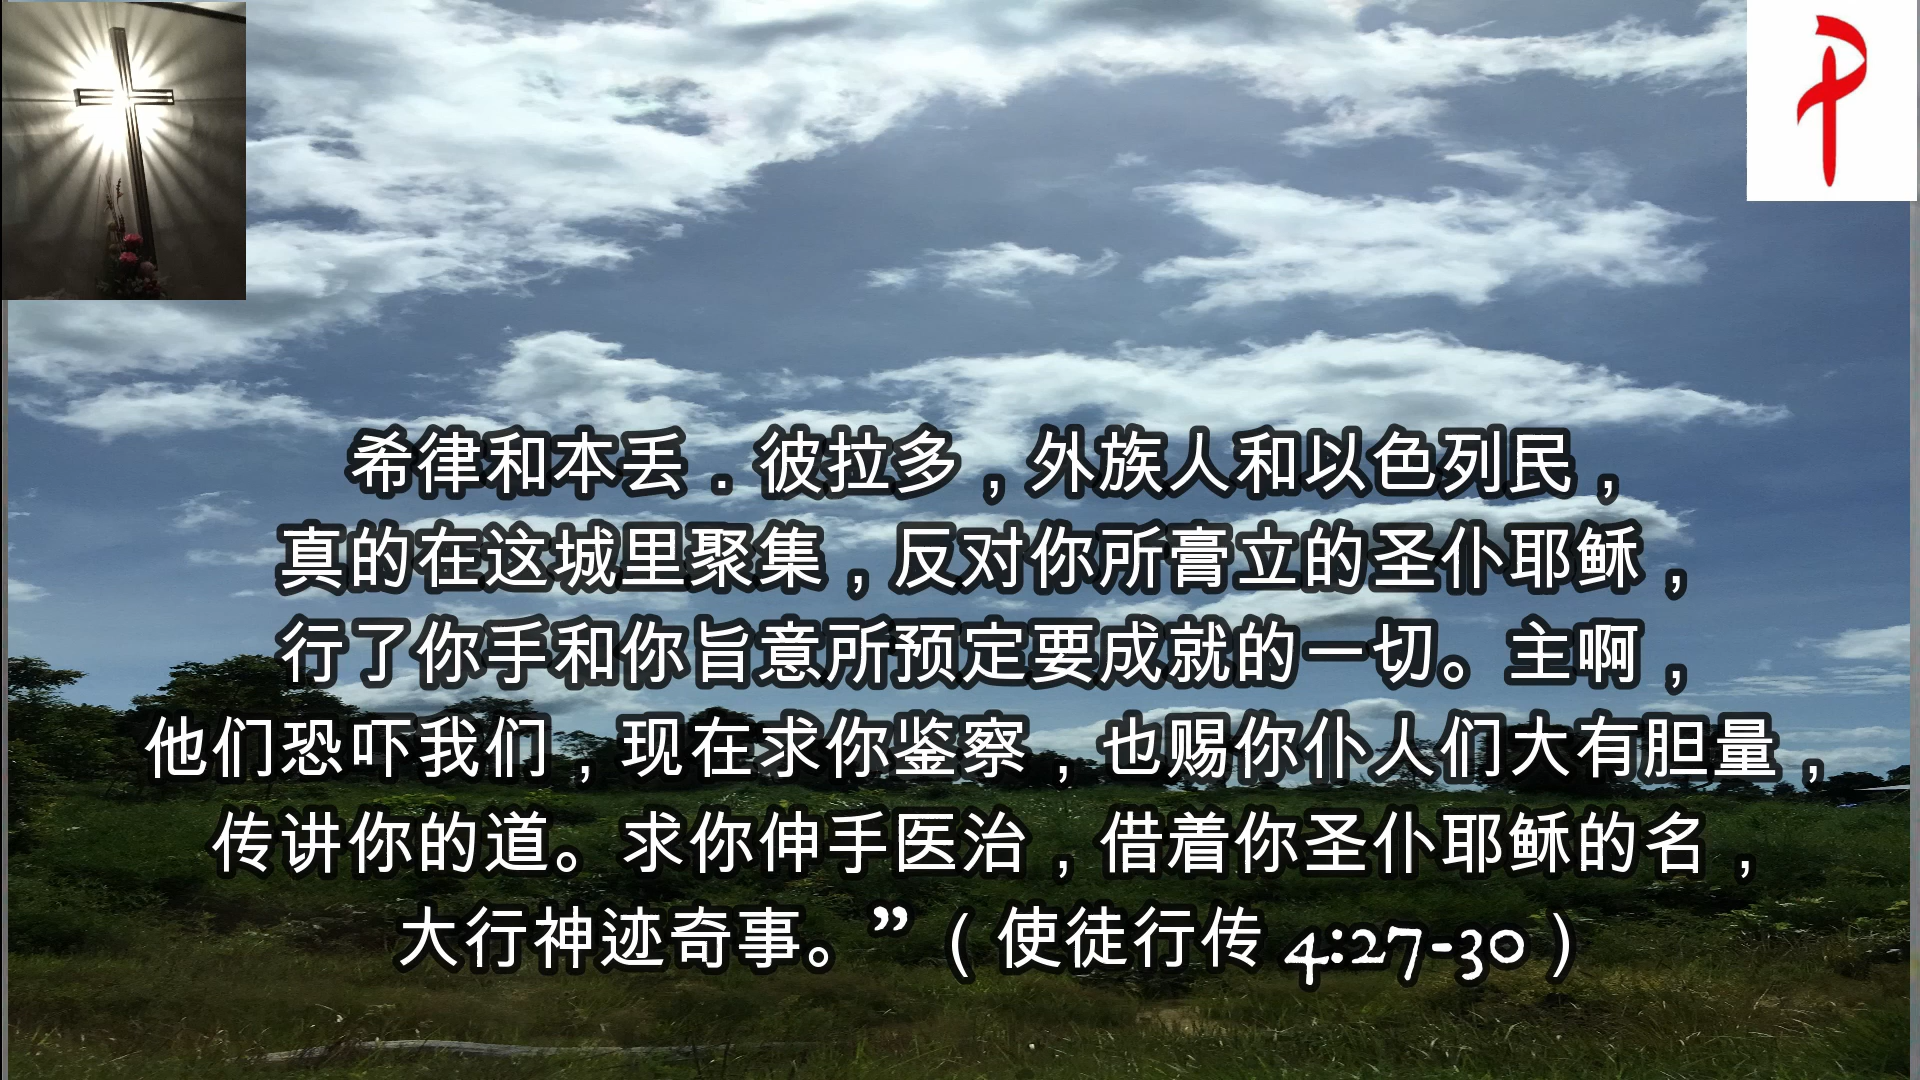 希律和本丢．彼拉多，外族人和以色列民，
真的在这城里聚集，反对你所膏立的圣仆耶稣，
行了你手和你旨意所预定要成就的一切。主啊，
他们恐吓我们，现在求你鉴察，也赐你仆人们大有胆量，
传讲你的道。求你伸手医治，借着你圣仆耶稣的名，
大行神迹奇事。”（使徒行传 4:27-30）